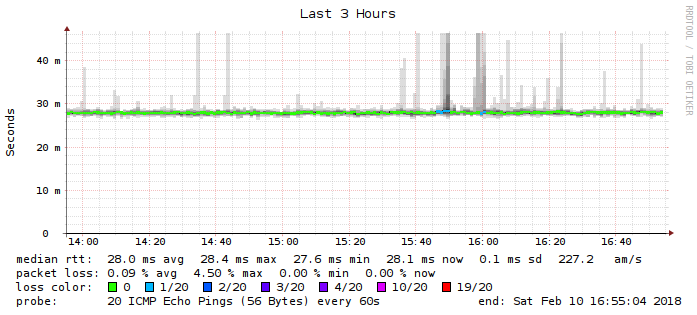 Last 3 Hours
RRDTOOL / TOBI OETIKER
Seconds
40 m
30 m
20 m
10 m
0
14:00 14:20 14:40 15:00 15:20 15:40 16:00 16:20 16:40
median rtt: 28.0 ms avg 28.4 ms max 27.6 ms min 28.1 ms now 0.1 ms sd 227.2 am/s
packet loss: 0.09 % avg 4.50 % max 0.00 % min 0.00 % now
loss color: 0 1/20 2/20 3/20 4/20 10/20 19/20
probe: 20 ICMP Echo Pings (56 Bytes) every 60s end: Sat Feb 10 16:55:04 2018